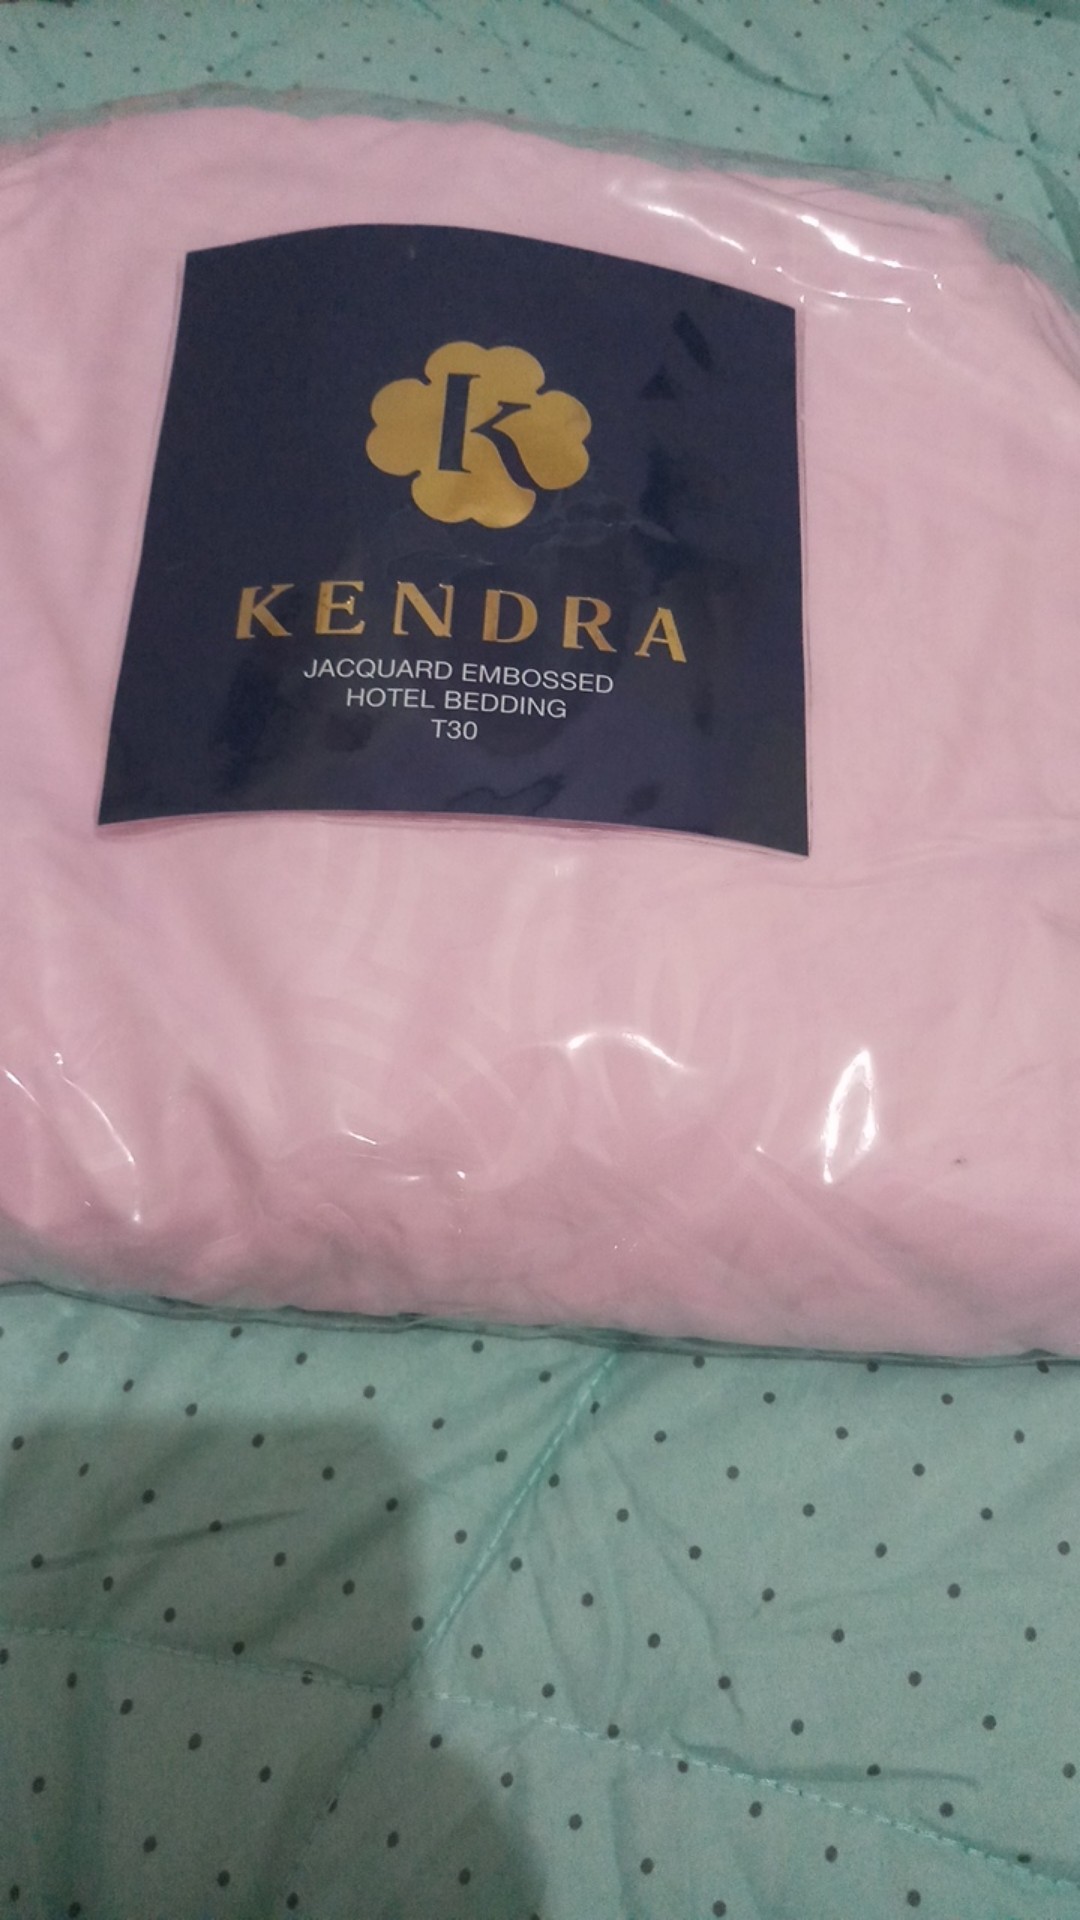 K
KENDRA
JACQUARD EMBOSSED
HOTEL BEDDING
T30